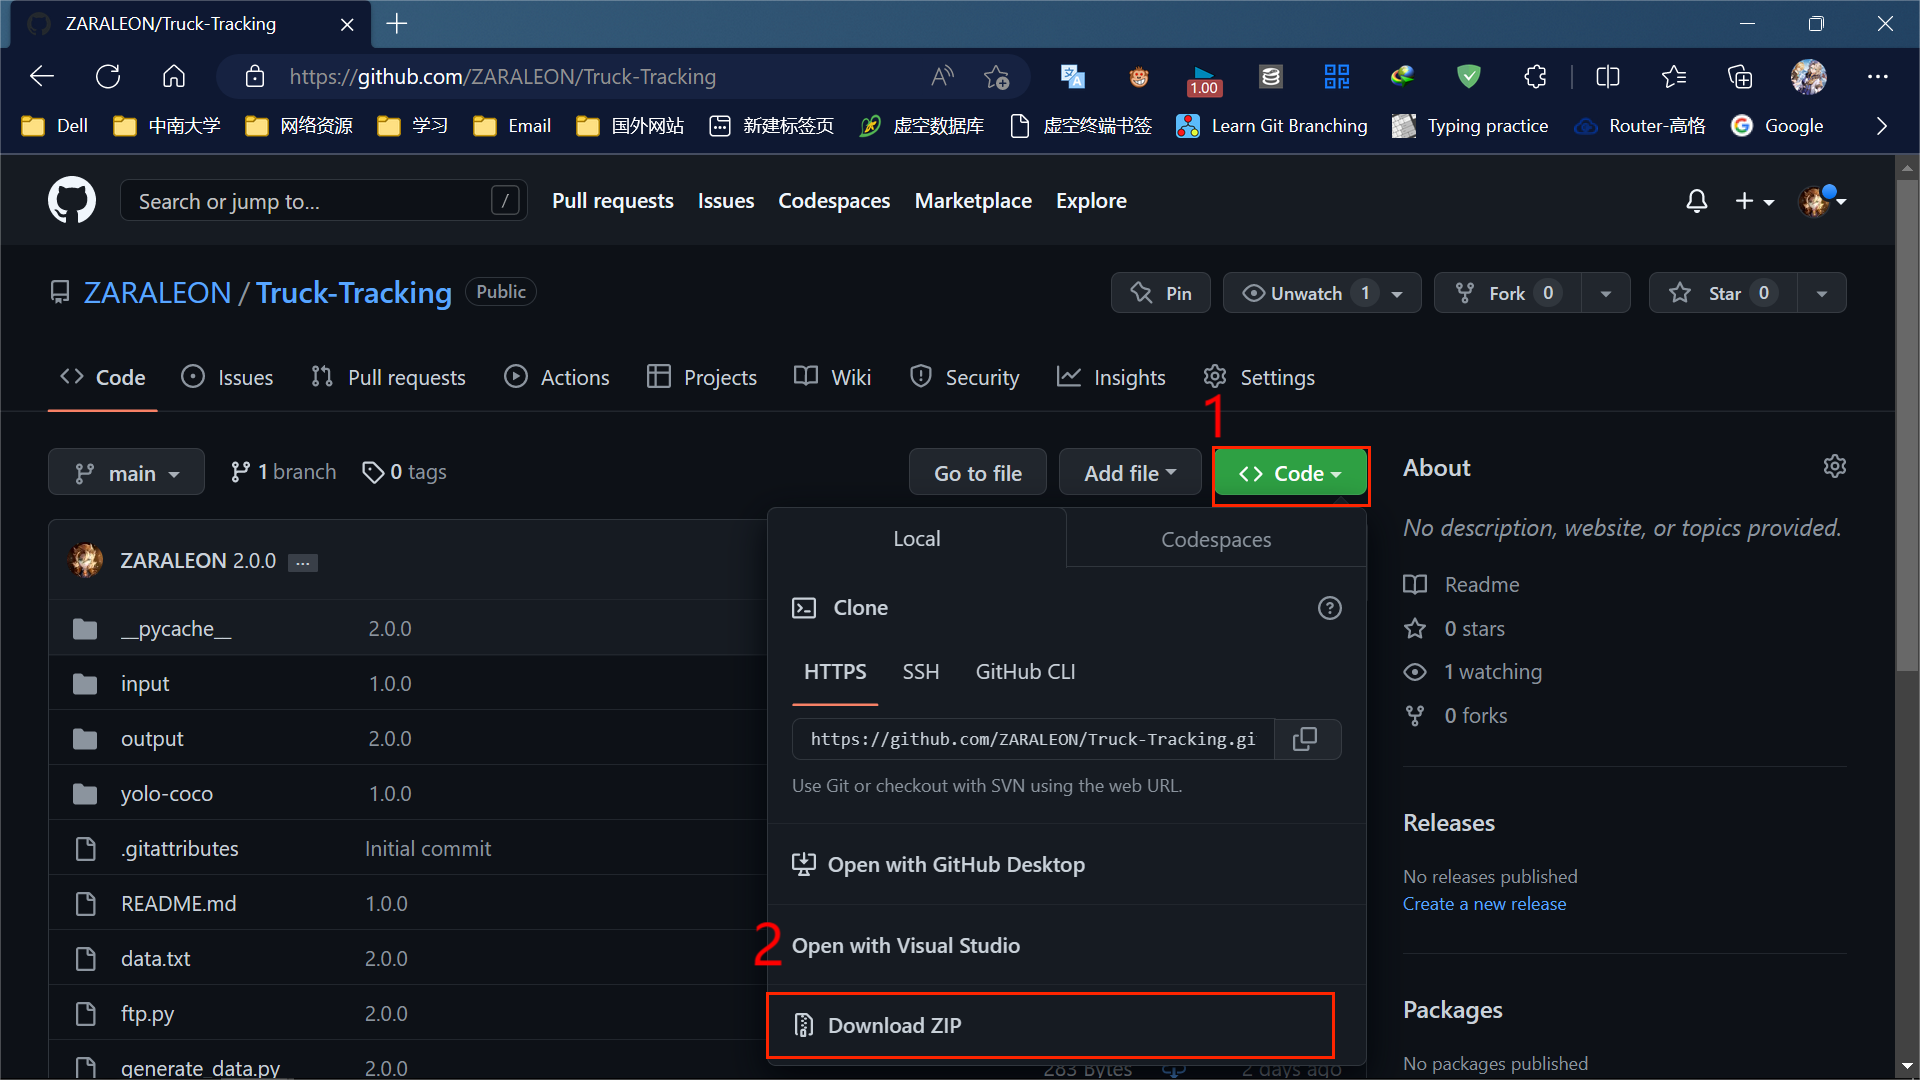 ZARALEON/Truck-Tracking
https://github.com/ZARALEON/Truck-Tracking
1.00
Dell 中南大学 网络资源 学习 Email 国外网站 新建标签页 虚空数据库 虚空终端书签 Learn Git Branching Typing practice Router-高恪 Google
Search or jump to... / Pull requests Issues Codespaces Marketplace Explore
ZARALEON / Truck-Tracking Public Pin Unwatch 1 Fork 0 Star 0
Code Issues Pull requests Actions Projects Wiki Security Insights Settings
1
main 1 branch 0 tags Go to file Add file Code
About
No description, website, or topics provided.
Readme
0 stars
1 watching
0 forks
Releases
No releases published
Create a new release
Packages
No packages published
Local Codespaces
Clone
HTTPS SSH GitHub CLI
https://github.com/ZARALEON/Truck-Tracking.gi
Use Git or checkout with SVN using the web URL.
Open with GitHub Desktop
2
Open with Visual Studio
Download ZIP
ZARALEON 2.0.0 ...
__pycache__ 2.0.0
input 1.0.0
output 2.0.0
yolo-coco 1.0.0
.gitattributes Initial commit
README.md 1.0.0
data.txt 2.0.0
ftp.py 2.0.0
generate_data.py 2.0.0
283 Bytes 2 days ago